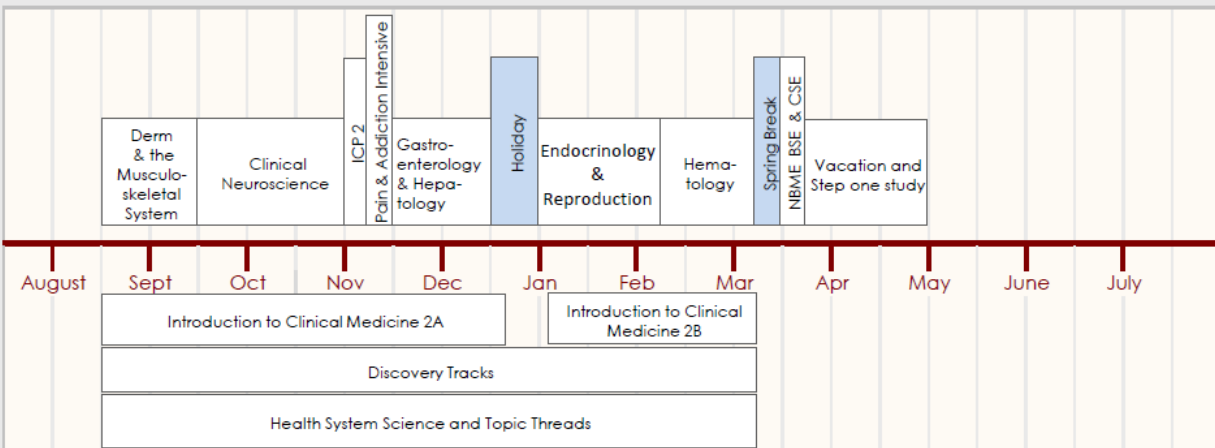 Derm
& the
Musculo-
skeletal
System
Clinical
Neuroscience
ICP 2
Pain & Addiction Intensive
Gastro-
enterology
& Hepa-
tology
Holiday
Endocrinology
&
Reproduction
Hema-
tology
Spring Break
NBME BSE & CSE
Vacation and
Step one study
August Sept Oct Nov Dec Jan Feb Mar Apr May June July
Introduction to Clinical Medicine 2A
Introduction to Clinical
Medicine 2B
Discovery Tracks
Health System Science and Topic Threads